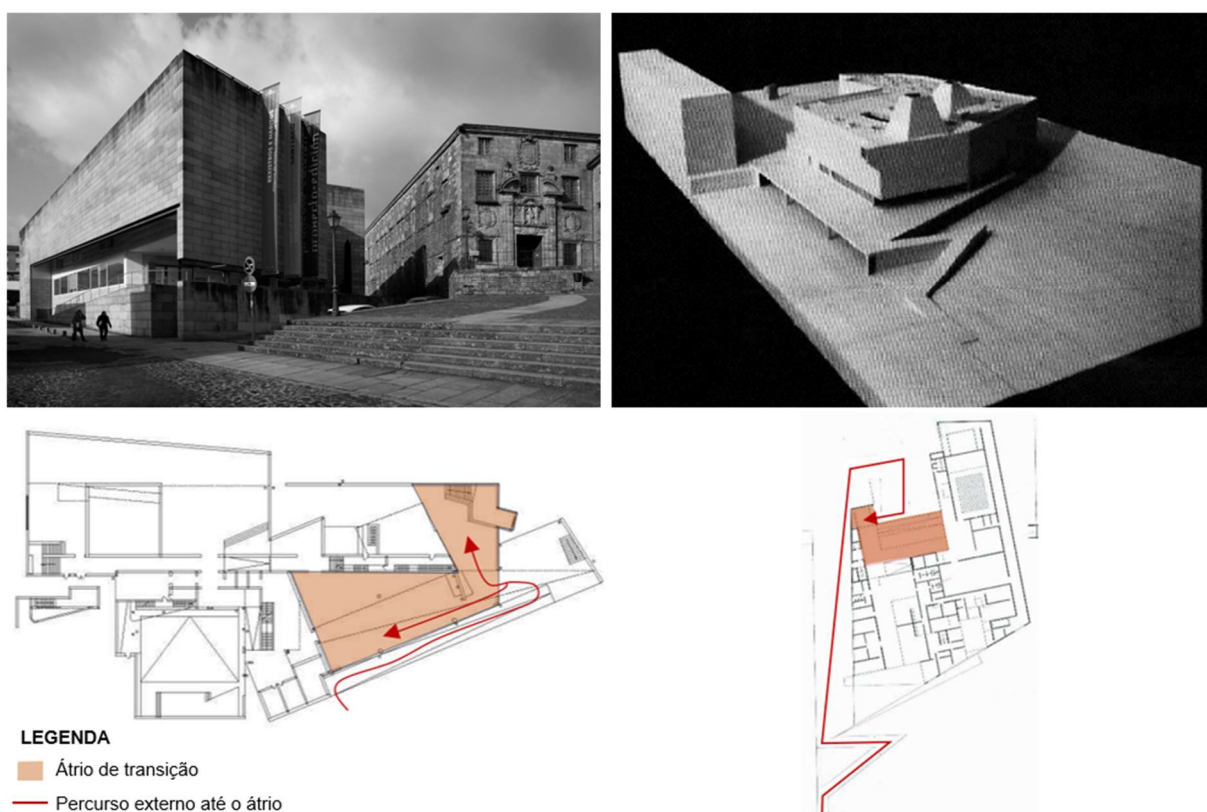 LEGENDA
Átrio de transição
Percurso externo até o átrio